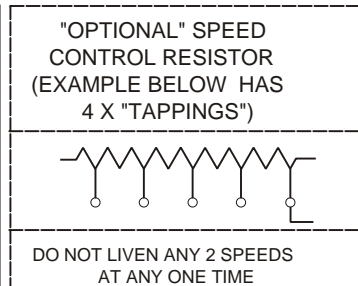 "OPTIONAL" SPEED
CONTROL RESISTOR
(EXAMPLE BELOW HAS
4 X "TAPPINGS")
DO NOT LIVEN ANY 2 SPEEDS
AT ANY ONE TIME